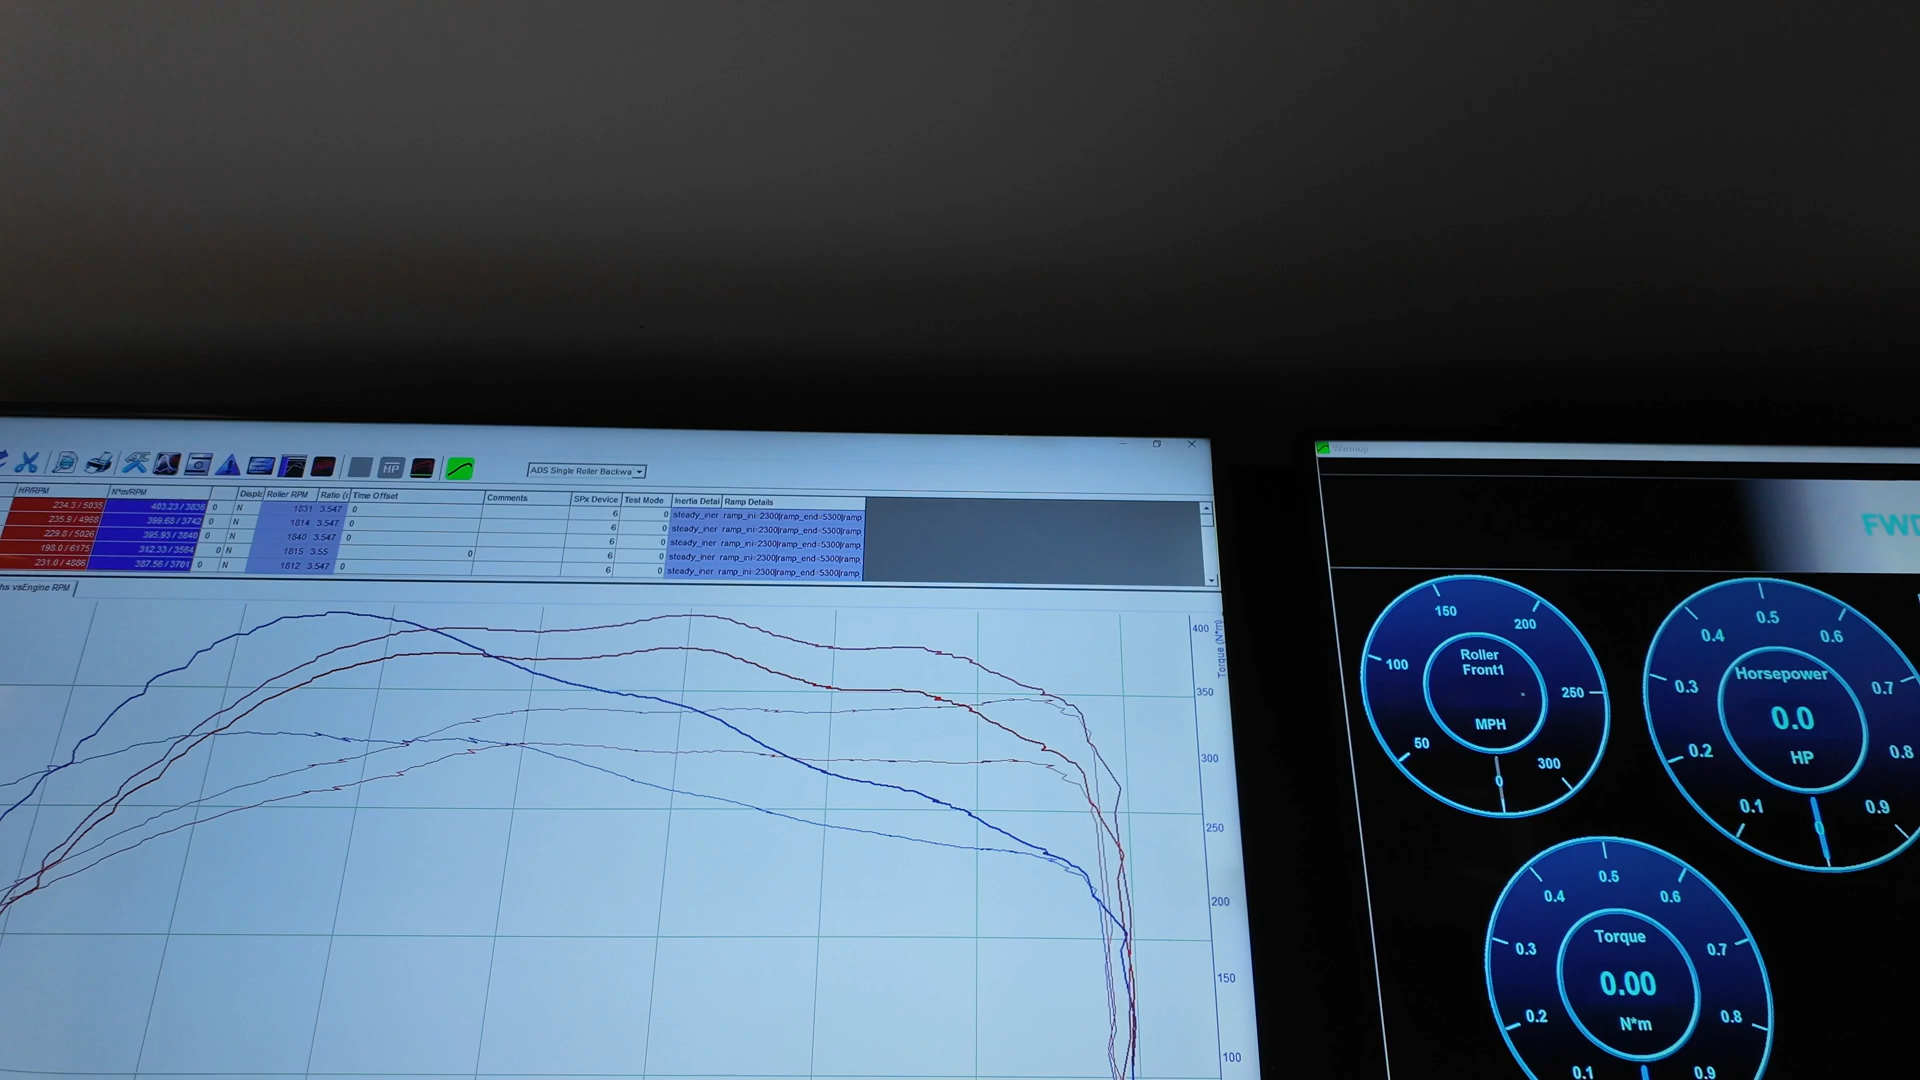 HP
ADS Single Roller Backwa
HP/RPM N*m/RPM Displ Roller RPM Ratio (r Time Offset Comments SPx Device Test Mode Inertia Detai Ramp Details
234.3 / 5035 403.23 / 3836 0 N 1831 3.547 0 6 0 steady_iner ramp_ini=2300|ramp_end=5300|ramp
235.9 / 4968 399.68 / 3742 0 N 1814 3.547 0 6 0 steady_iner ramp_ini=2300|ramp_end=5300|ramp
229.8 / 5026 395.93 / 3840 0 N 1840 3.547 0 6 0 steady_iner ramp_ini=2300|ramp_end=5300|ramp
198.0 / 6175 312.33 / 3564 0 N 1815 3.55 0 6 0 steady_iner ramp_ini=2300|ramp_end=5300|ramp
231.0 / 4886 387.56 / 3701 0 N 1812 3.547 0 6 0 steady_iner ramp_ini=2300|ramp_end=5300|ramp
hs vsEngine RPM
Torque (N*m)
400
350
300
250
200
150
100
Warmup
FWD
Roller
Front1
MPH
0
50
100
150
200
250
300
Horsepower
0.0
HP
0
0.1
0.2
0.3
0.4
0.5
0.6
0.7
0.8
0.9
Torque
0.00
N*m
0.1
0.2
0.3
0.4
0.5
0.6
0.7
0.8
0.9